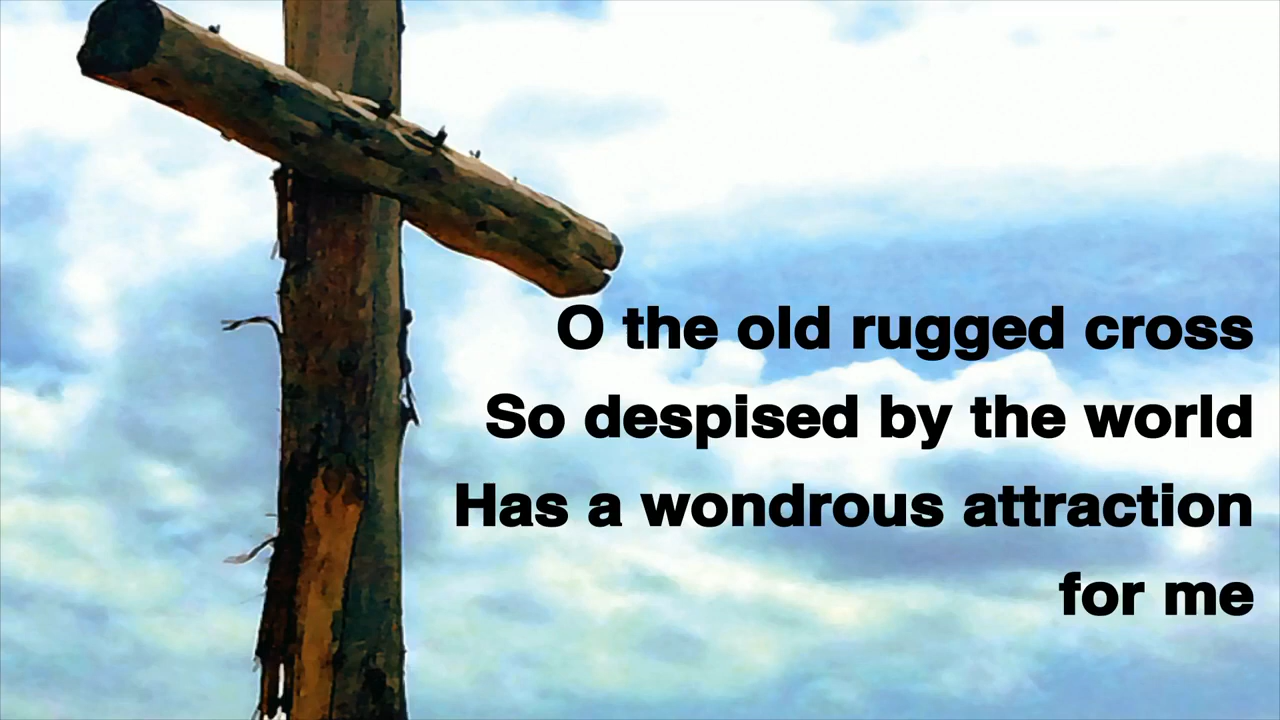 O the old rugged cross
So despised by the world
Has a wondrous attraction
for me